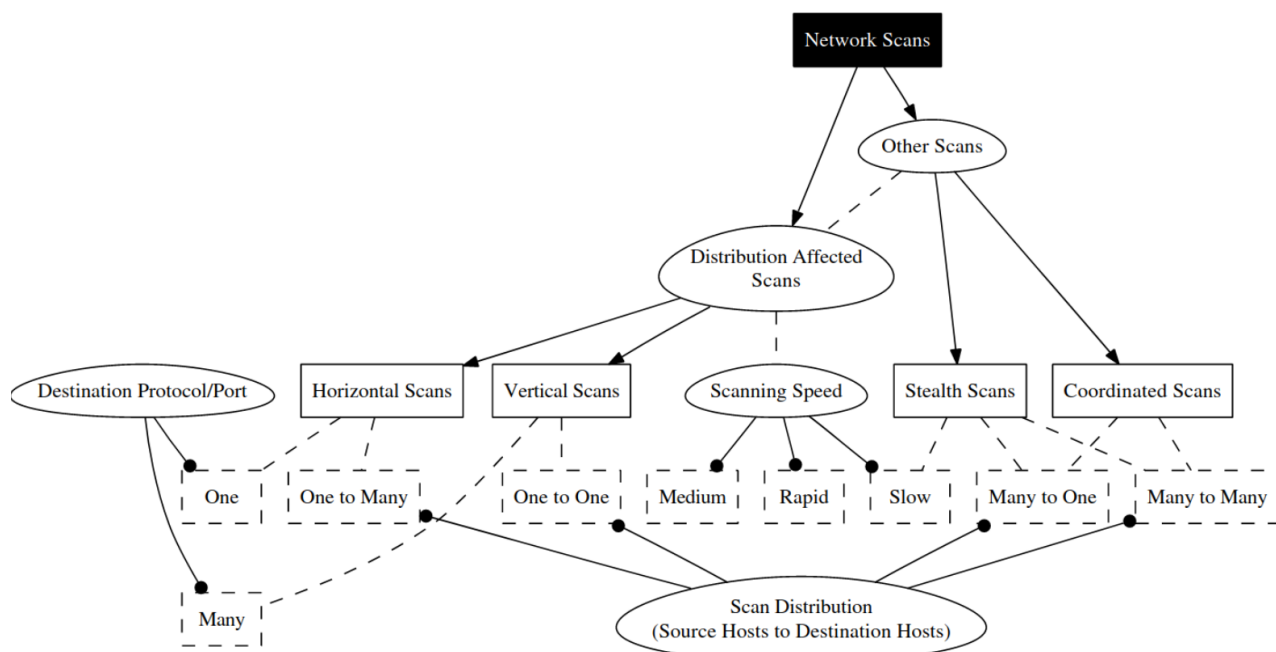 Network Scans
Other Scans
Distribution Affected
Scans
Destination Protocol/Port
Horizontal Scans
Vertical Scans
Scanning Speed
Stealth Scans
Coordinated Scans
One
One to Many
One to One
Medium
Rapid
Slow
Many to One
Many to Many
Many
Scan Distribution
(Source Hosts to Destination Hosts)